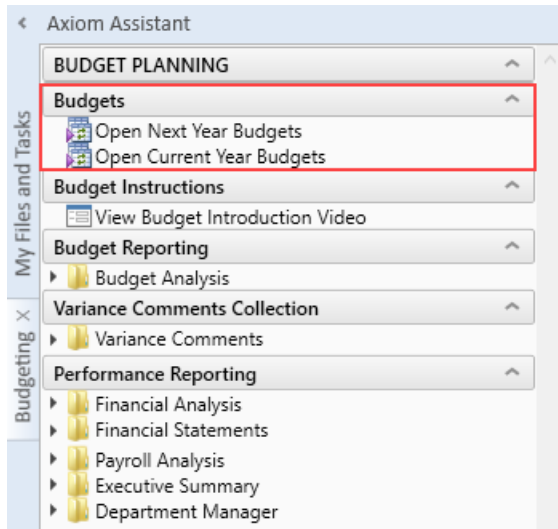 Axiom Assistant
BUDGET PLANNING
Budgets
Open Next Year Budgets
Open Current Year Budgets
Budget Instructions
View Budget Introduction Video
Budget Reporting
Budget Analysis
Variance Comments Collection
Variance Comments
Performance Reporting
Financial Analysis
Financial Statements
Payroll Analysis
Executive Summary
Department Manager
My Files and Tasks
Budgeting